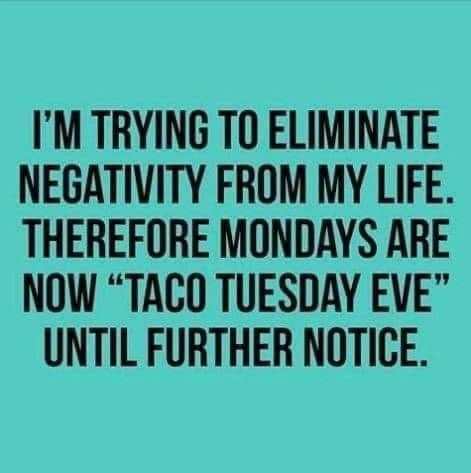 I'M TRYING TO ELIMINATE
NEGATIVITY FROM MY LIFE.
THEREFORE MONDAYS ARE
NOW “TACO TUESDAY EVE”
UNTIL FURTHER NOTICE.